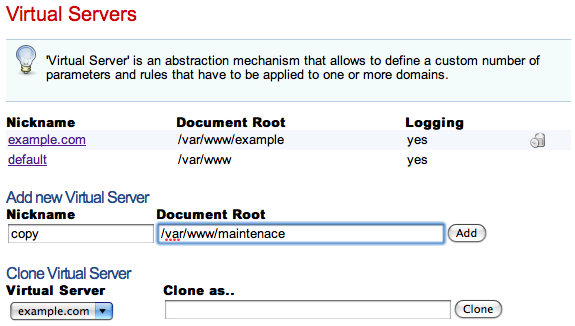 Virtual Servers
'Virtual Server' is an abstraction mechanism that allows to define a custom number of
parameters and rules that have to be applied to one or more domains.
Nickname Document Root Logging
example.com /var/www/example yes
default /var/www yes
Add new Virtual Server
Nickname Document Root
copy /var/www/maintenace Add
Clone Virtual Server
Virtual Server Clone as..
example.com Clone